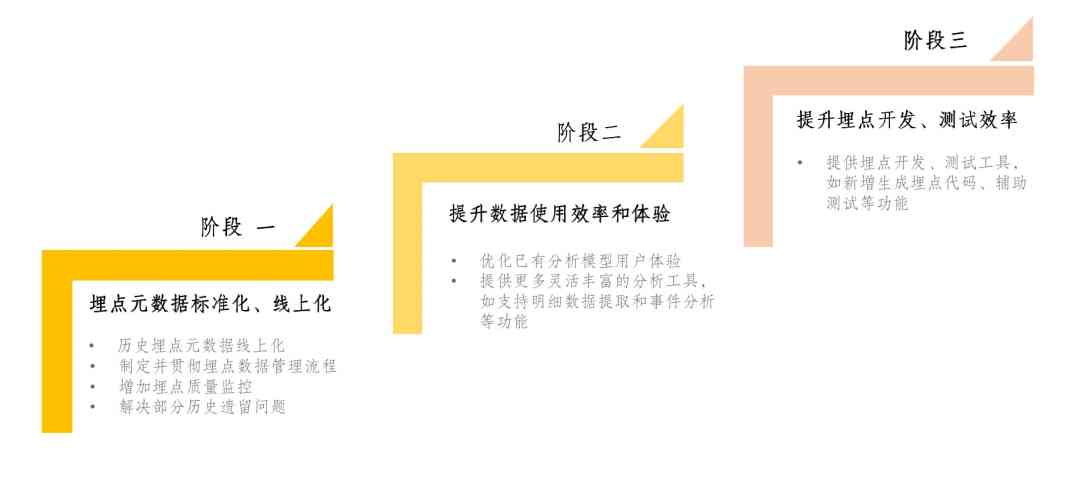 阶段 一
埋点元数据标准化、线上化
• 历史埋点元数据线上化
• 制定并贯彻埋点数据管理流程
• 增加埋点质量监控
• 解决部分历史遗留问题
阶段二
提升数据使用效率和体验
• 优化已有分析模型用户体验
• 提供更多灵活丰富的分析工具，
如支持明细数据提取和事件分析
等功能
阶段三
提升埋点开发、测试效率
• 提供埋点开发、测试工具，
如新增生成埋点代码、辅助
测试等功能